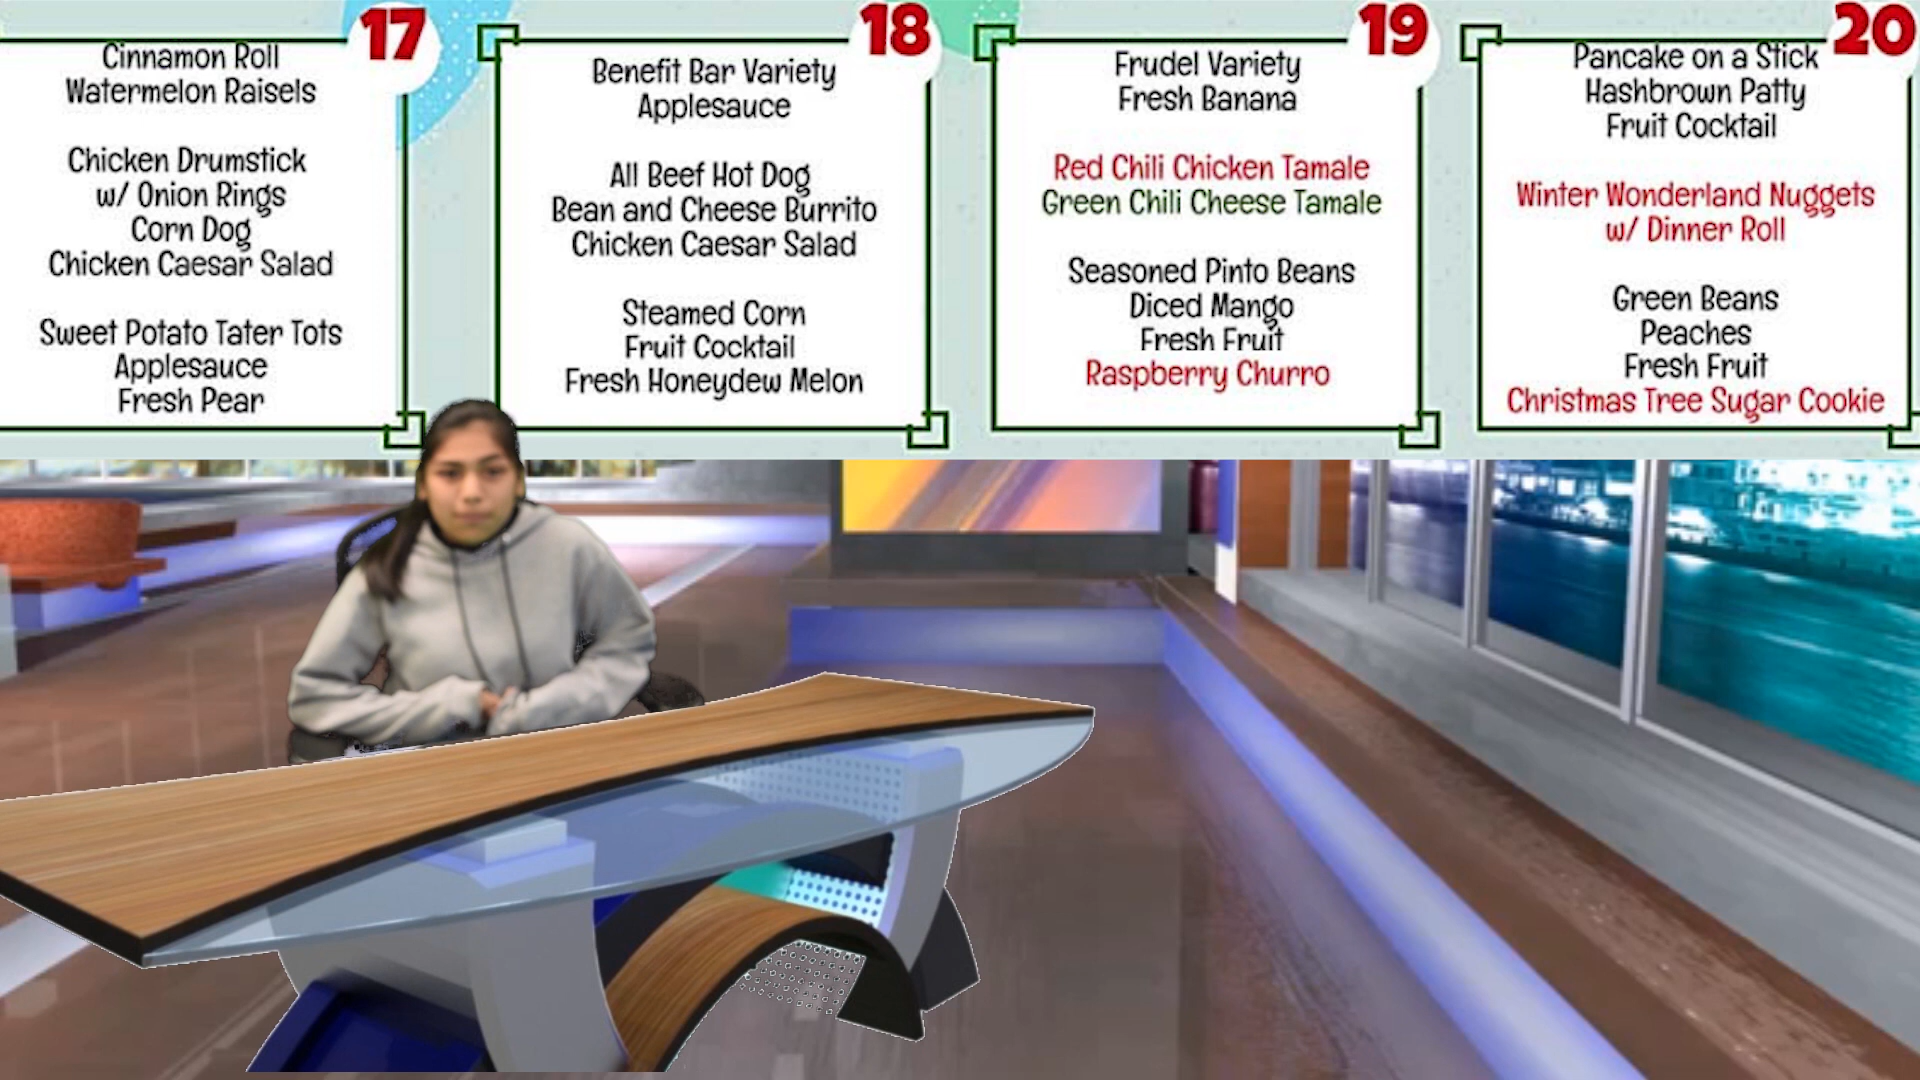 17
Cinnamon Roll
Watermelon Raisels
Chicken Drumstick
w/ Onion Rings
Corn Dog
Chicken Caesar Salad
Sweet Potato Tater Tots
Applesauce
Fresh Pear
18
Benefit Bar Variety
Applesauce
All Beef Hot Dog
Bean and Cheese Burrito
Chicken Caesar Salad
Steamed Corn
Fruit Cocktail
Fresh Honeydew Melon
19
Frudel Variety
Fresh Banana
Red Chili Chicken Tamale
Green Chili Cheese Tamale
Seasoned Pinto Beans
Diced Mango
Fresh Fruit
Raspberry Churro
20
Pancake on a Stick
Hashbrown Patty
Fruit Cocktail
Winter Wonderland Nuggets
w/ Dinner Roll
Green Beans
Peaches
Fresh Fruit
Christmas Tree Sugar Cookie